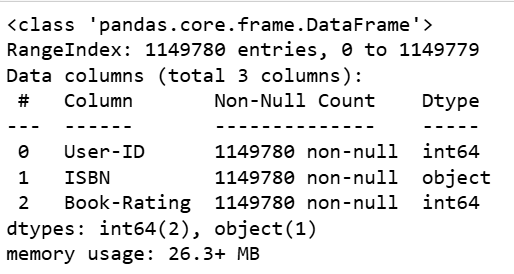 <class 'pandas.core.frame.DataFrame'>
RangeIndex: 1149780 entries, 0 to 1149779
Data columns (total 3 columns):
 #   Column       Non-Null Count    Dtype
---  ------       --------------    -----
 0   User-ID      1149780 non-null  int64
 1   ISBN         1149780 non-null  object
 2   Book-Rating  1149780 non-null  int64
dtypes: int64(2), object(1)
memory usage: 26.3+ MB